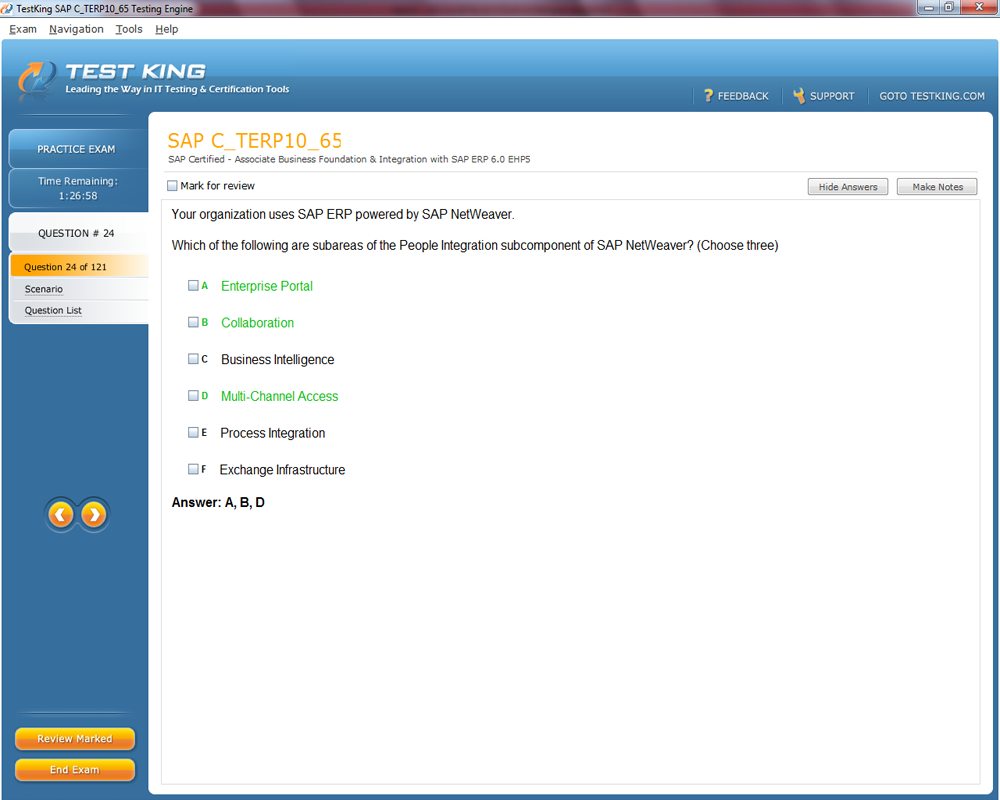 TestKing SAP C_TERP10_65 Testing Engine
Exam Navigation Tools Help
TEST KING
Leading the Way in IT Testing & Certification Tools
? FEEDBACK SUPPORT GOTO TESTKING.COM
PRACTICE EXAM
Time Remaining:
1:26:58
QUESTION # 24
Question 24 of 121
Scenario
Question List
SAP C_TERP10_65
SAP Certified - Associate Business Foundation & Integration with SAP ERP 6.0 EHP5
Mark for review
Hide Answers Make Notes
Your organization uses SAP ERP powered by SAP NetWeaver.
Which of the following are subareas of the People Integration subcomponent of SAP NetWeaver? (Choose three)
A Enterprise Portal
B Collaboration
C Business Intelligence
D Multi-Channel Access
E Process Integration
F Exchange Infrastructure
Answer: A, B, D
Review Marked
End Exam